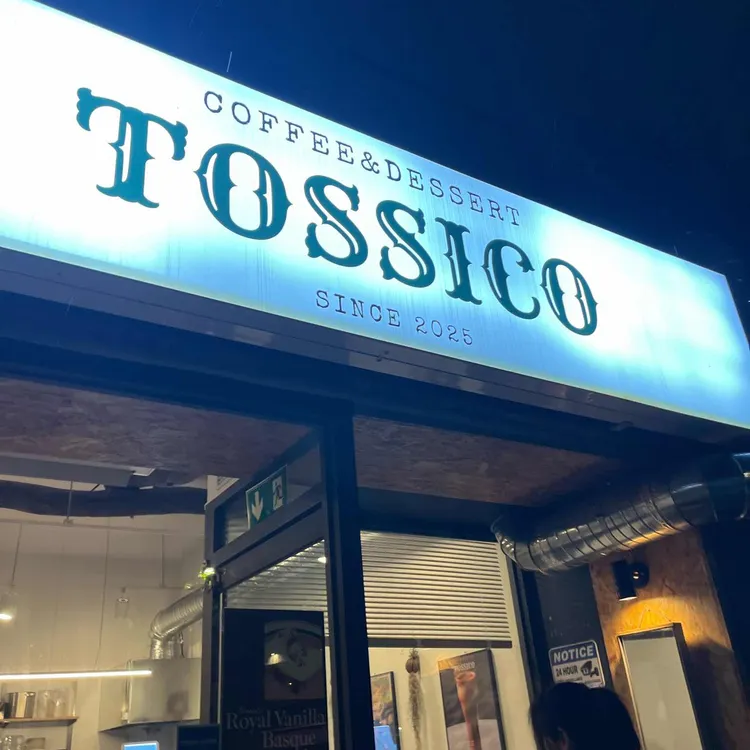 COFFEE&DESSERT
TOSSICO
SINCE 2025
NOTICE
24 HOUR
Royal Vanilla
Basque